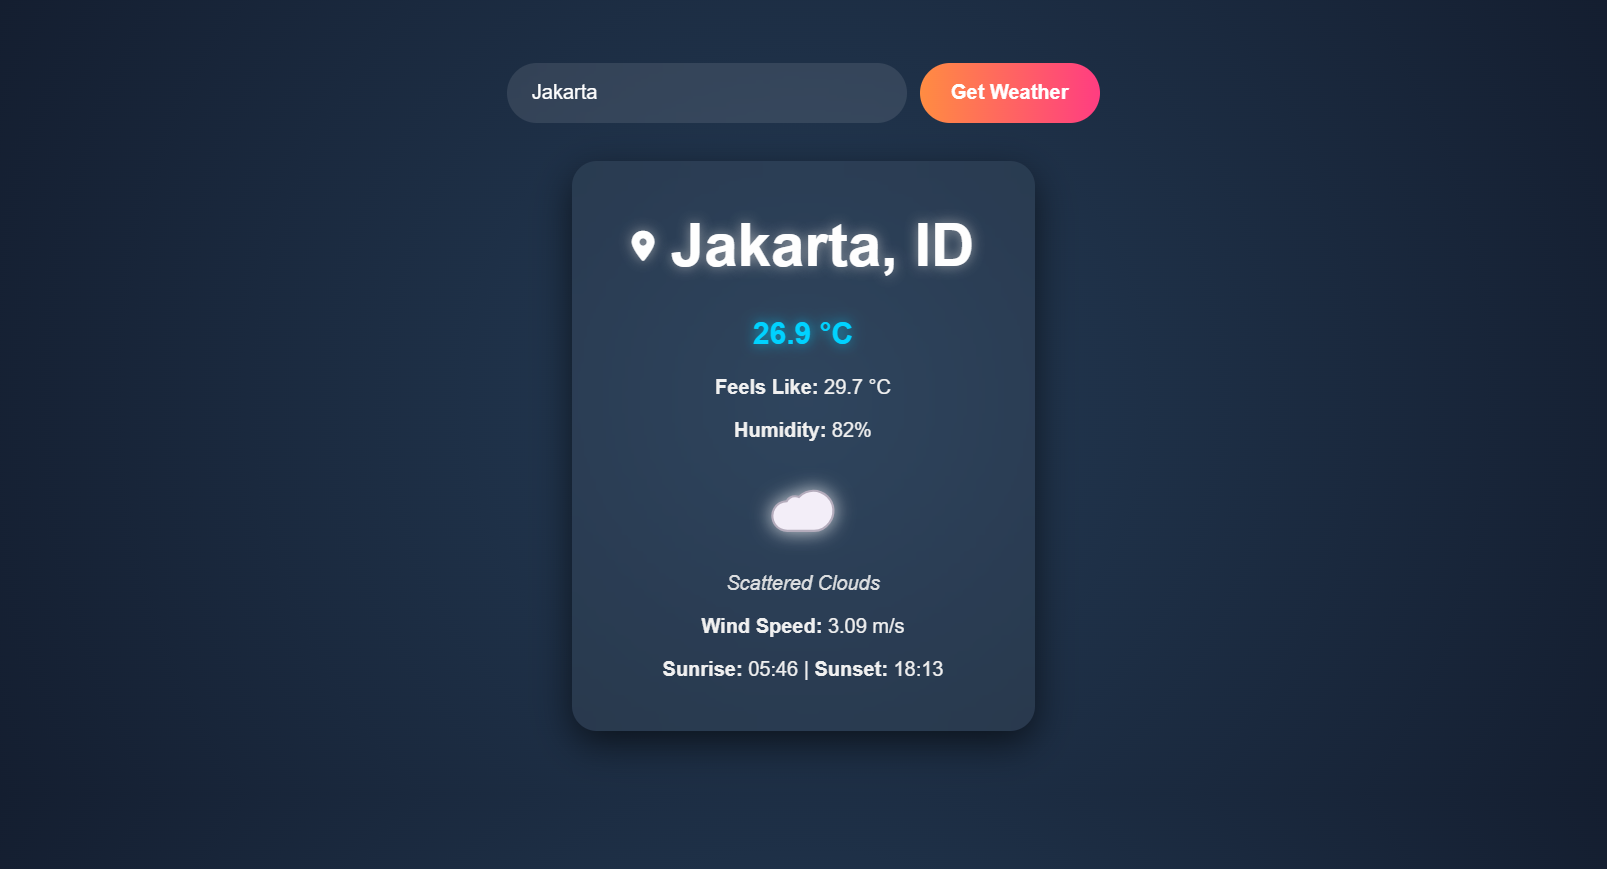 Jakarta
Get Weather
Jakarta, ID
26.9 °C
Feels Like: 29.7 °C
Humidity: 82%
Scattered Clouds
Wind Speed: 3.09 m/s
Sunrise: 05:46 | Sunset: 18:13